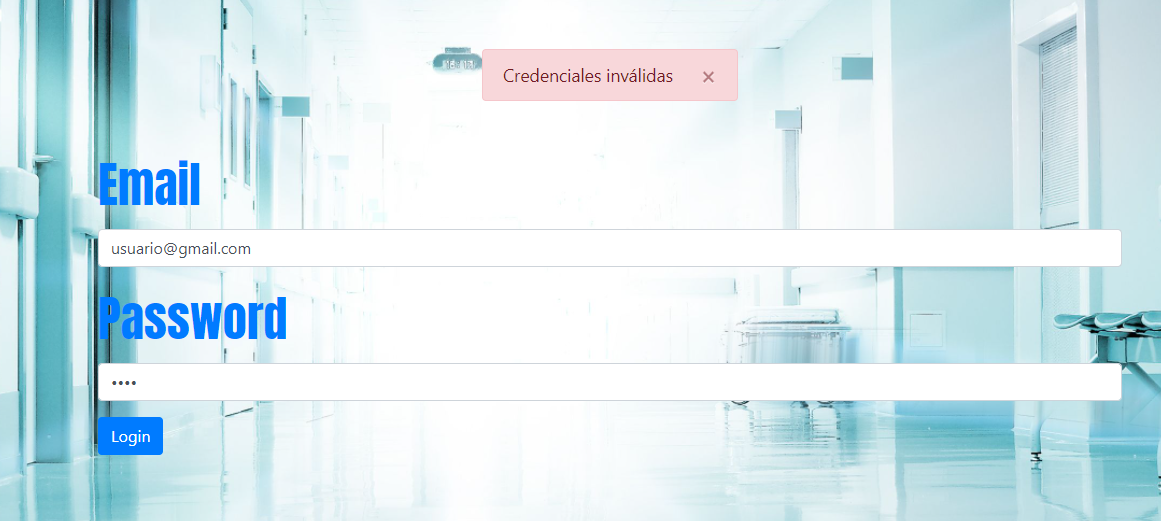 Credenciales inválidas ×
Email
usuario@gmail.com
Password
••••
Login